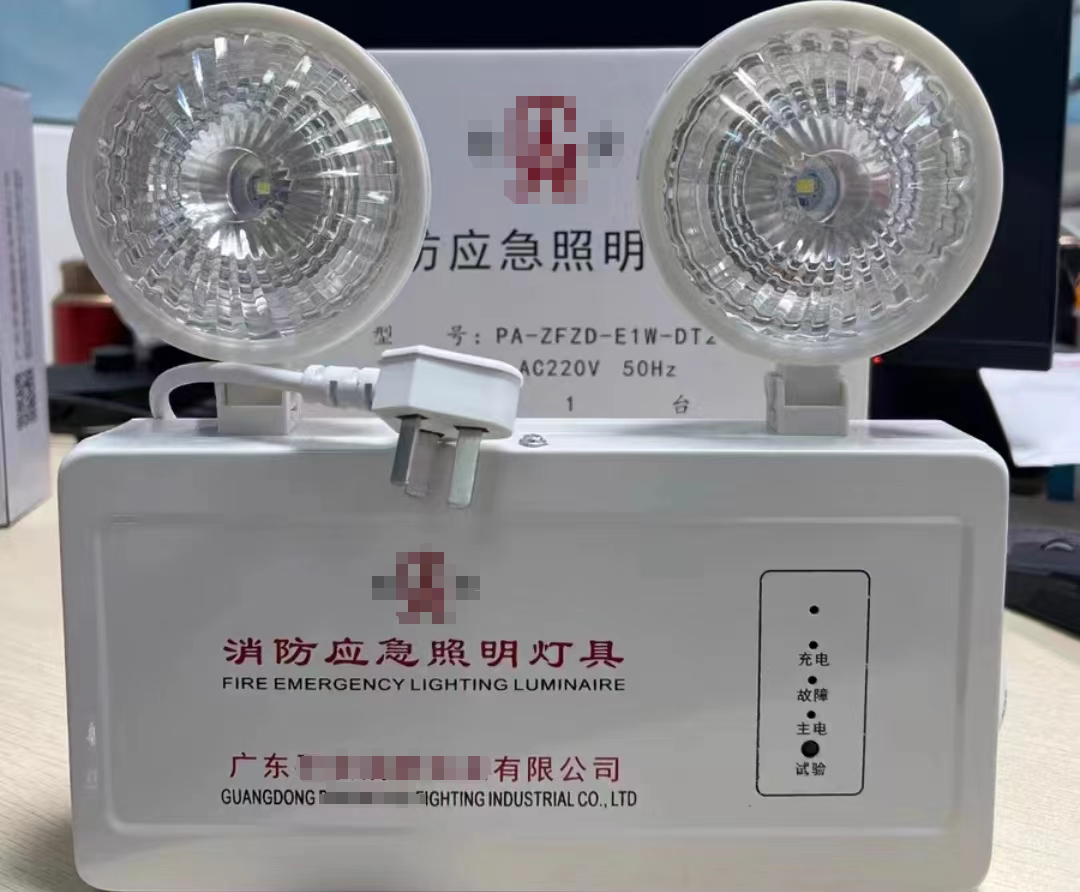 防应急照明
型 号：PA-ZFZD-E1W-DT2
AC220V 50Hz
1 台
消防应急照明灯具
FIRE EMERGENCY LIGHTING LUMINAIRE
广东 有限公司
GUANGDONG FIGHTING INDUSTRIAL CO., LTD
充电
故障
主电
试验